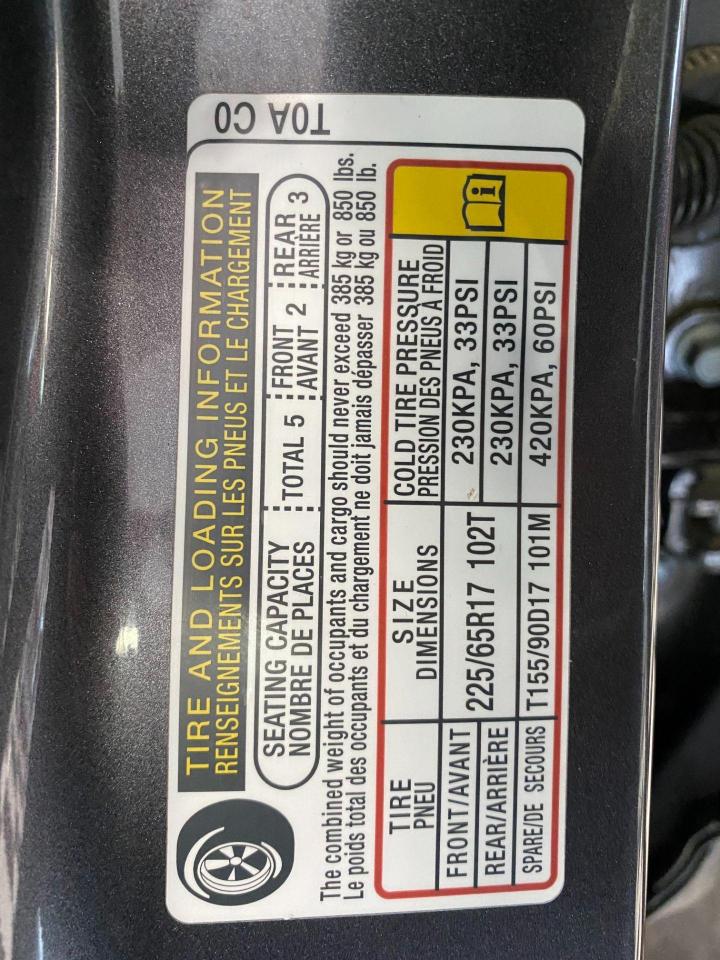 TIRE AND LOADING INFORMATION
RENSEIGNEMENTS SUR LES PNEUS ET LE CHARGEMENT
SEATING CAPACITY
NOMBRE DE PLACES
TOTAL 5
FRONT
AVANT 2
REAR
ARRIÈRE 3
The combined weight of occupants and cargo should never exceed 385 kg or 850 lbs.
Le poids total des occupants et du chargement ne doit jamais dépasser 385 kg ou 850 lb.
TIRE
PNEU
SIZE
DIMENSIONS
COLD TIRE PRESSURE
PRESSION DES PNEUS À FROID
FRONT/AVANT
225/65R17 102T
230KPA, 33PSI
REAR/ARRIÈRE
230KPA, 33PSI
SPARE/DE SECOURS
T155/90D17 101M
420KPA, 60PSI
T0A C0